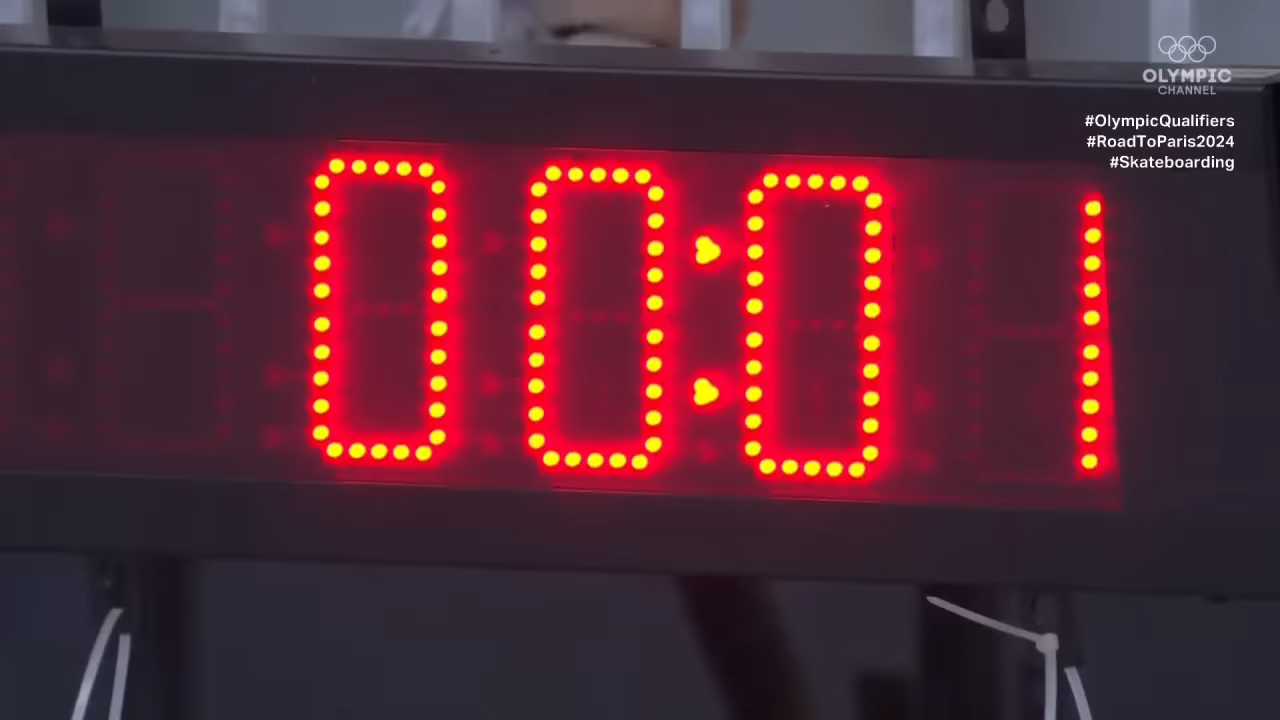 OLYMPIC
CHANNEL
#OlympicQualifiers
#RoadToParis2024
#Skateboarding
00:01